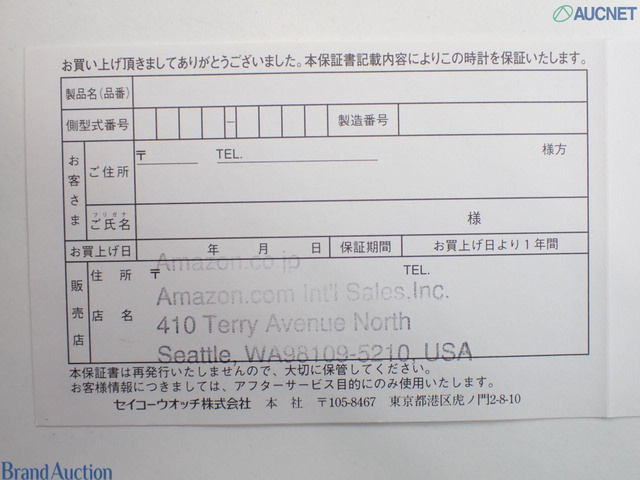 AUCNET
お買い上げ頂きましてありがとうございました。本保証書記載内容によりこの時計を保証いたします。
製品名(品番)
側型式番号 － 製造番号
お客さま
ご住所 〒 TEL. 様方
フリガナ
ご氏名 様
お買上げ日 年 月 日 保証期間 お買上げ日より1年間
販売店
住所 〒 TEL.
店名
Amazon.co.jp
Amazon.com Int'l Sales.Inc.
410 Terry Avenue North
Seattle, WA98109-5210, USA
本保証書は再発行いたしませんので、大切に保管してください。
お客様情報につきましては、アフターサービス目的にのみ使用いたします。
セイコーウオッチ株式会社 本 社 〒105-8467 東京都港区虎ノ門2-8-10
Brand Auction